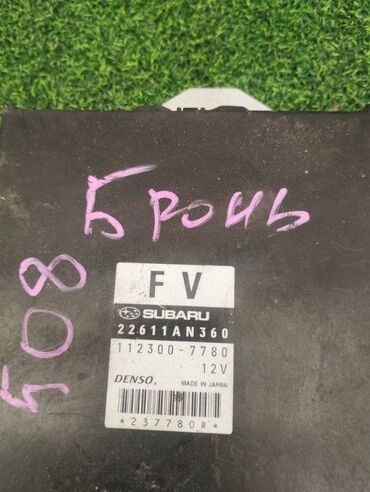 Бронь
508
FV
SUBARU
22611AN360
112300-7780
12V
DENSO
MADE IN JAPAN
*237780R*